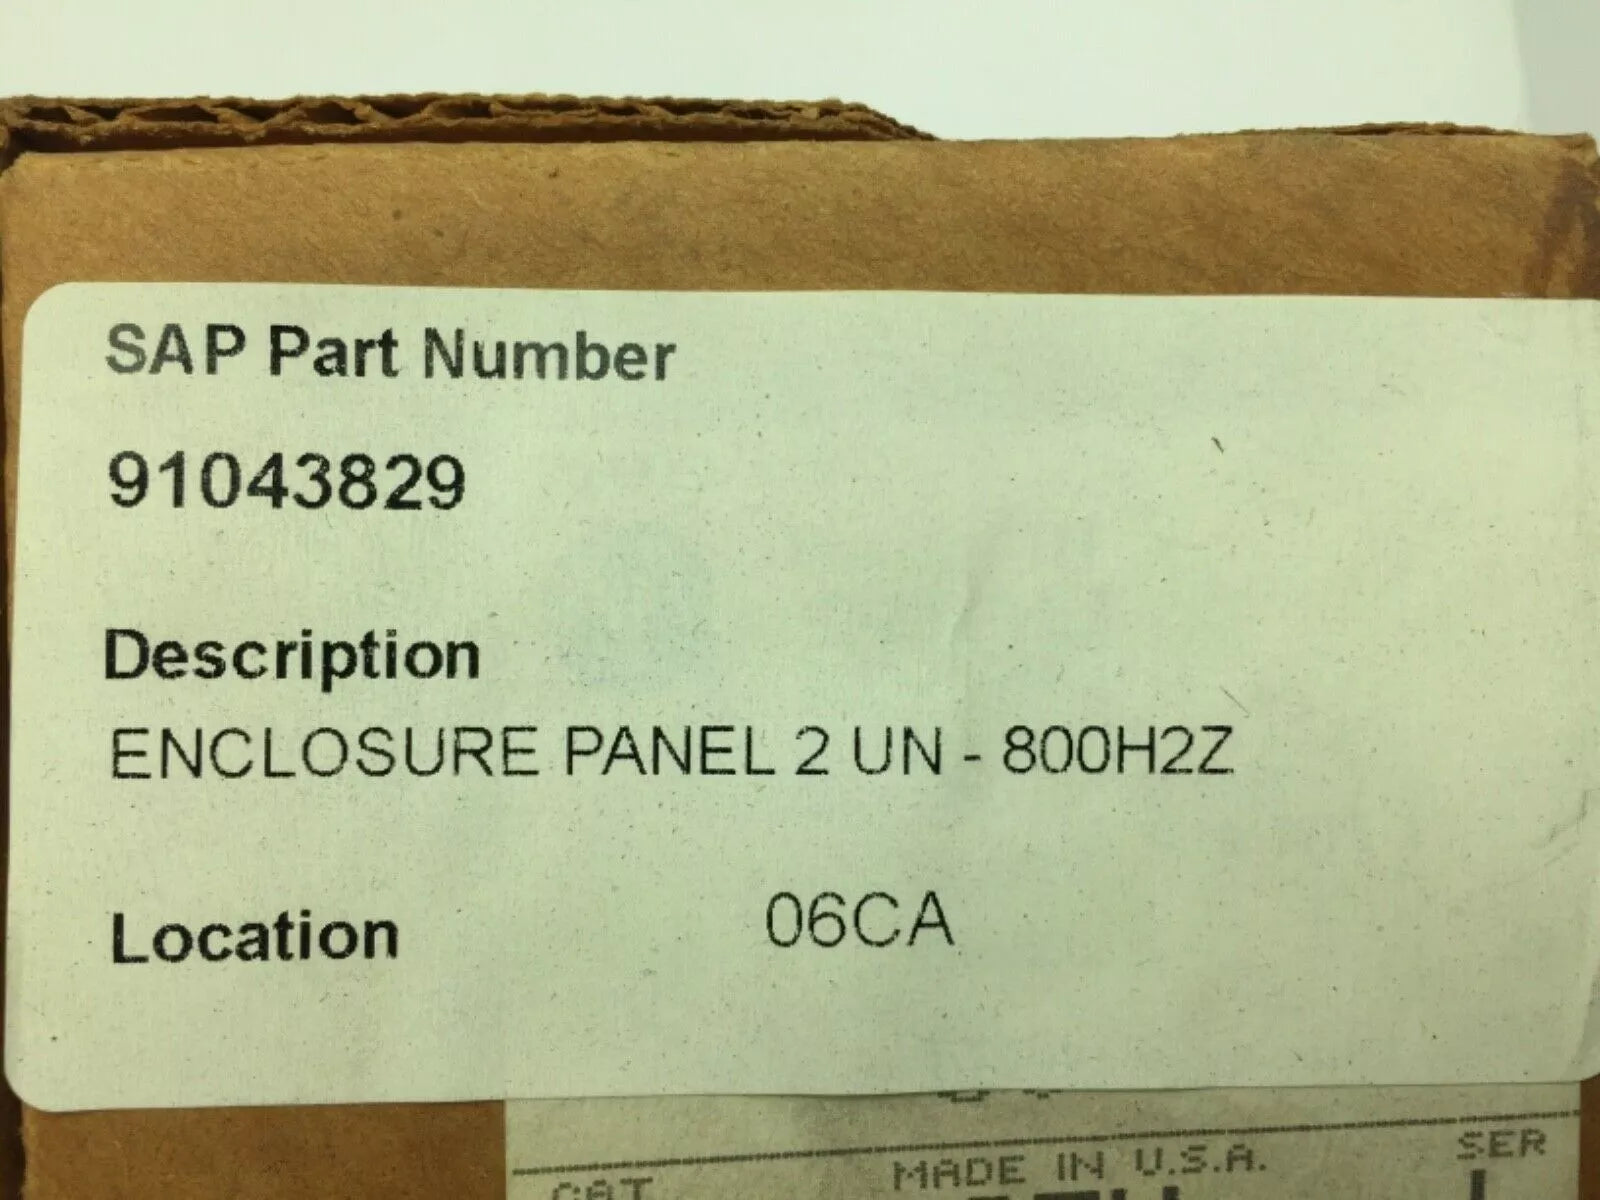 SAP Part Number
91043829
Description
ENCLOSURE PANEL 2 UN - 800H2Z
Location 06CA
MADE IN U.S.A. SER
CAT